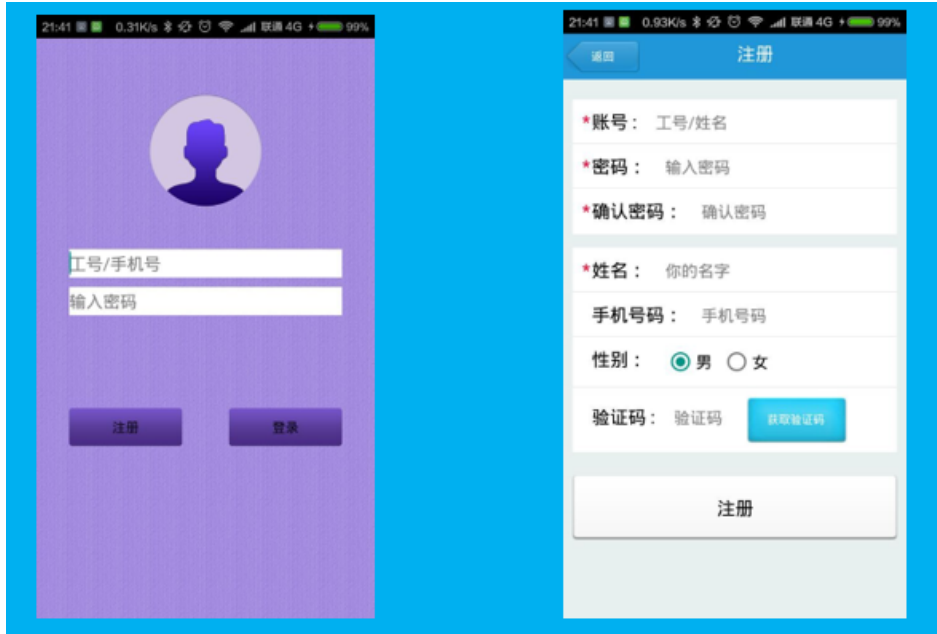 21:41 0.31K/s 联通 4G 99%
工号/手机号
输入密码
注册 登录
21:41 0.93K/s 联通 4G 99%
返回 注册
*账号： 工号/姓名
*密码： 输入密码
*确认密码： 确认密码
*姓名： 你的名字
手机号码： 手机号码
性别： 男 女
验证码： 验证码 获取验证码
注册